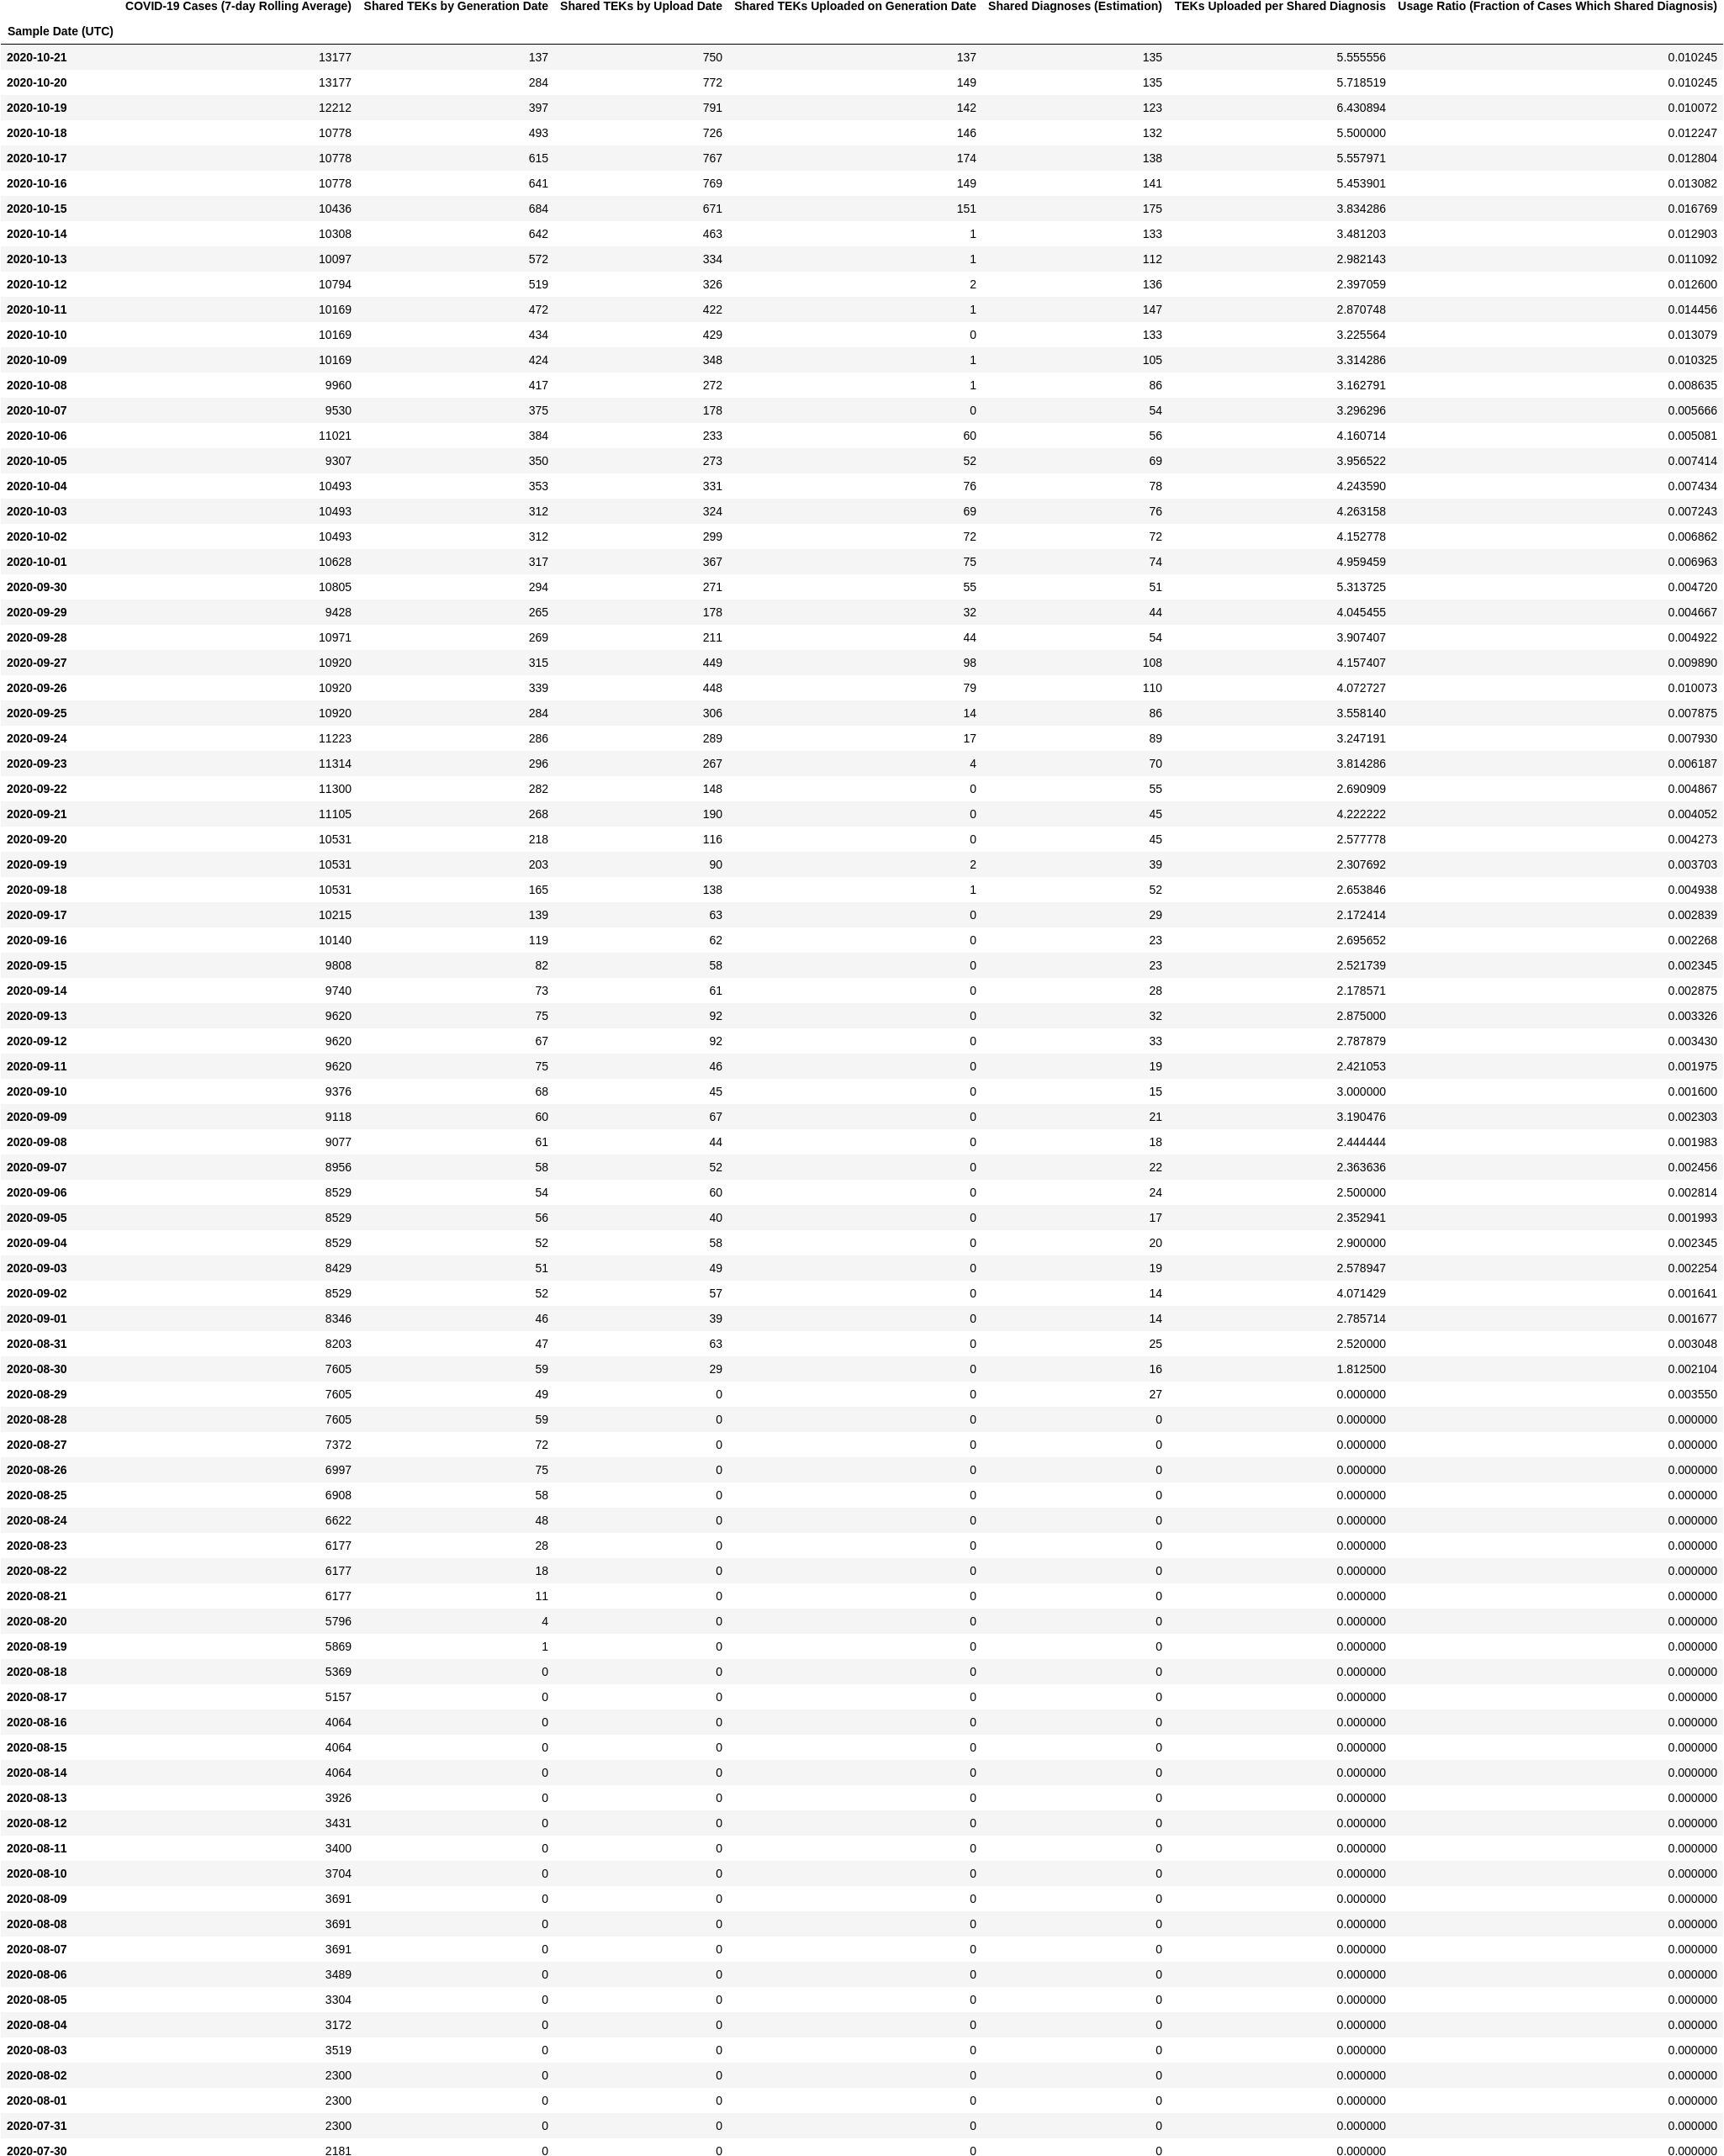 COVID-19 Cases (7-day Rolling Average) Shared TEKs by Generation Date Shared TEKs by Upload Date Shared TEKs Uploaded on Generation Date Shared Diagnoses (Estimation) TEKs Uploaded per Shared Diagnosis Usage Ratio (Fraction of Cases Which Shared Diagnosis)
Sample Date (UTC)
2020-10-21 13177 137 750 137 135 5.555556 0.010245
2020-10-20 13177 284 772 149 135 5.718519 0.010245
2020-10-19 12212 397 791 142 123 6.430894 0.010072
2020-10-18 10778 493 726 146 132 5.500000 0.012247
2020-10-17 10778 615 767 174 138 5.557971 0.012804
2020-10-16 10778 641 769 149 141 5.453901 0.013082
2020-10-15 10436 684 671 151 175 3.834286 0.016769
2020-10-14 10308 642 463 1 133 3.481203 0.012903
2020-10-13 10097 572 334 1 112 2.982143 0.011092
2020-10-12 10794 519 326 2 136 2.397059 0.012600
2020-10-11 10169 472 422 1 147 2.870748 0.014456
2020-10-10 10169 434 429 0 133 3.225564 0.013079
2020-10-09 10169 424 348 1 105 3.314286 0.010325
2020-10-08 9960 417 272 1 86 3.162791 0.008635
2020-10-07 9530 375 178 0 54 3.296296 0.005666
2020-10-06 11021 384 233 60 56 4.160714 0.005081
2020-10-05 9307 350 273 52 69 3.956522 0.007414
2020-10-04 10493 353 331 76 78 4.243590 0.007434
2020-10-03 10493 312 324 69 76 4.263158 0.007243
2020-10-02 10493 312 299 72 72 4.152778 0.006862
2020-10-01 10628 317 367 75 74 4.959459 0.006963
2020-09-30 10805 294 271 55 51 5.313725 0.004720
2020-09-29 9428 265 178 32 44 4.045455 0.004667
2020-09-28 10971 269 211 44 54 3.907407 0.004922
2020-09-27 10920 315 449 98 108 4.157407 0.009890
2020-09-26 10920 339 448 79 110 4.072727 0.010073
2020-09-25 10920 284 306 14 86 3.558140 0.007875
2020-09-24 11223 286 289 17 89 3.247191 0.007930
2020-09-23 11314 296 267 4 70 3.814286 0.006187
2020-09-22 11300 282 148 0 55 2.690909 0.004867
2020-09-21 11105 268 190 0 45 4.222222 0.004052
2020-09-20 10531 218 116 0 45 2.577778 0.004273
2020-09-19 10531 203 90 2 39 2.307692 0.003703
2020-09-18 10531 165 138 1 52 2.653846 0.004938
2020-09-17 10215 139 63 0 29 2.172414 0.002839
2020-09-16 10140 119 62 0 23 2.695652 0.002268
2020-09-15 9808 82 58 0 23 2.521739 0.002345
2020-09-14 9740 73 61 0 28 2.178571 0.002875
2020-09-13 9620 75 92 0 32 2.875000 0.003326
2020-09-12 9620 67 92 0 33 2.787879 0.003430
2020-09-11 9620 75 46 0 19 2.421053 0.001975
2020-09-10 9376 68 45 0 15 3.000000 0.001600
2020-09-09 9118 60 67 0 21 3.190476 0.002303
2020-09-08 9077 61 44 0 18 2.444444 0.001983
2020-09-07 8956 58 52 0 22 2.363636 0.002456
2020-09-06 8529 54 60 0 24 2.500000 0.002814
2020-09-05 8529 56 40 0 17 2.352941 0.001993
2020-09-04 8529 52 58 0 20 2.900000 0.002345
2020-09-03 8429 51 49 0 19 2.578947 0.002254
2020-09-02 8529 52 57 0 14 4.071429 0.001641
2020-09-01 8346 46 39 0 14 2.785714 0.001677
2020-08-31 8203 47 63 0 25 2.520000 0.003048
2020-08-30 7605 59 29 0 16 1.812500 0.002104
2020-08-29 7605 49 0 0 27 0.000000 0.003550
2020-08-28 7605 59 0 0 0 0.000000 0.000000
2020-08-27 7372 72 0 0 0 0.000000 0.000000
2020-08-26 6997 75 0 0 0 0.000000 0.000000
2020-08-25 6908 58 0 0 0 0.000000 0.000000
2020-08-24 6622 48 0 0 0 0.000000 0.000000
2020-08-23 6177 28 0 0 0 0.000000 0.000000
2020-08-22 6177 18 0 0 0 0.000000 0.000000
2020-08-21 6177 11 0 0 0 0.000000 0.000000
2020-08-20 5796 4 0 0 0 0.000000 0.000000
2020-08-19 5869 1 0 0 0 0.000000 0.000000
2020-08-18 5369 0 0 0 0 0.000000 0.000000
2020-08-17 5157 0 0 0 0 0.000000 0.000000
2020-08-16 4064 0 0 0 0 0.000000 0.000000
2020-08-15 4064 0 0 0 0 0.000000 0.000000
2020-08-14 4064 0 0 0 0 0.000000 0.000000
2020-08-13 3926 0 0 0 0 0.000000 0.000000
2020-08-12 3431 0 0 0 0 0.000000 0.000000
2020-08-11 3400 0 0 0 0 0.000000 0.000000
2020-08-10 3704 0 0 0 0 0.000000 0.000000
2020-08-09 3691 0 0 0 0 0.000000 0.000000
2020-08-08 3691 0 0 0 0 0.000000 0.000000
2020-08-07 3691 0 0 0 0 0.000000 0.000000
2020-08-06 3489 0 0 0 0 0.000000 0.000000
2020-08-05 3304 0 0 0 0 0.000000 0.000000
2020-08-04 3172 0 0 0 0 0.000000 0.000000
2020-08-03 3519 0 0 0 0 0.000000 0.000000
2020-08-02 2300 0 0 0 0 0.000000 0.000000
2020-08-01 2300 0 0 0 0 0.000000 0.000000
2020-07-31 2300 0 0 0 0 0.000000 0.000000
2020-07-30 2181 0 0 0 0 0.000000 0.000000